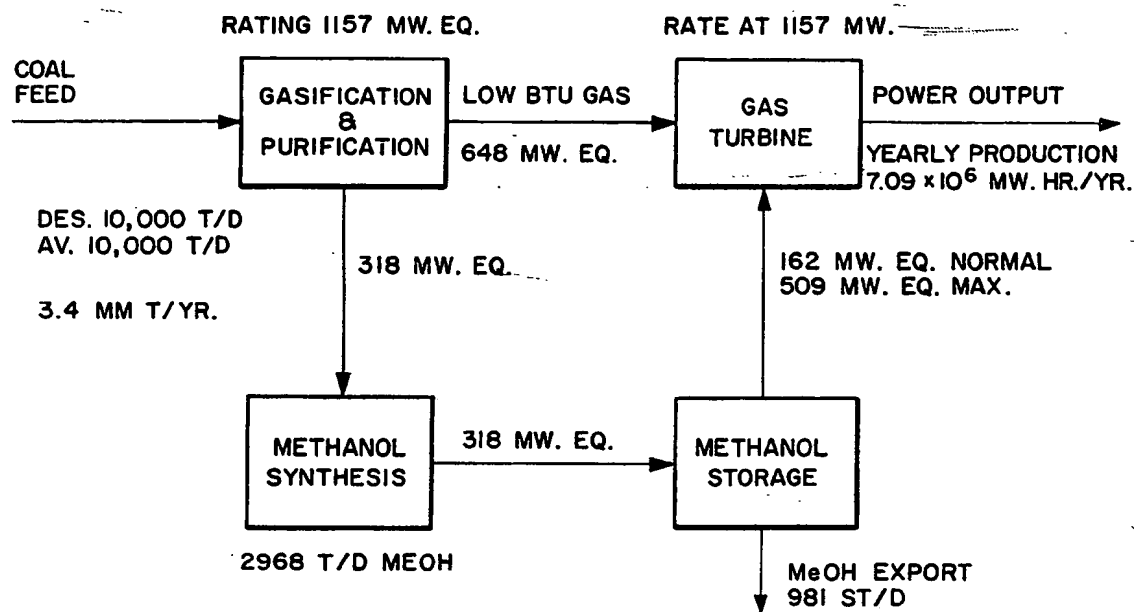 RATING 1157 MW. EQ.
RATE AT 1157 MW.
COAL
FEED
GASIFICATION
&
PURIFICATION
LOW BTU GAS
648 MW. EQ.
GAS
TURBINE
POWER OUTPUT
YEARLY PRODUCTION
7.09 × 10⁶ MW. HR./YR.
DES. 10,000 T/D
AV. 10,000 T/D
3.4 MM T/YR.
318 MW. EQ.
162 MW. EQ. NORMAL
509 MW. EQ. MAX.
METHANOL
SYNTHESIS
318 MW. EQ.
METHANOL
STORAGE
2968 T/D MEOH
MeOH EXPORT
981 ST/D